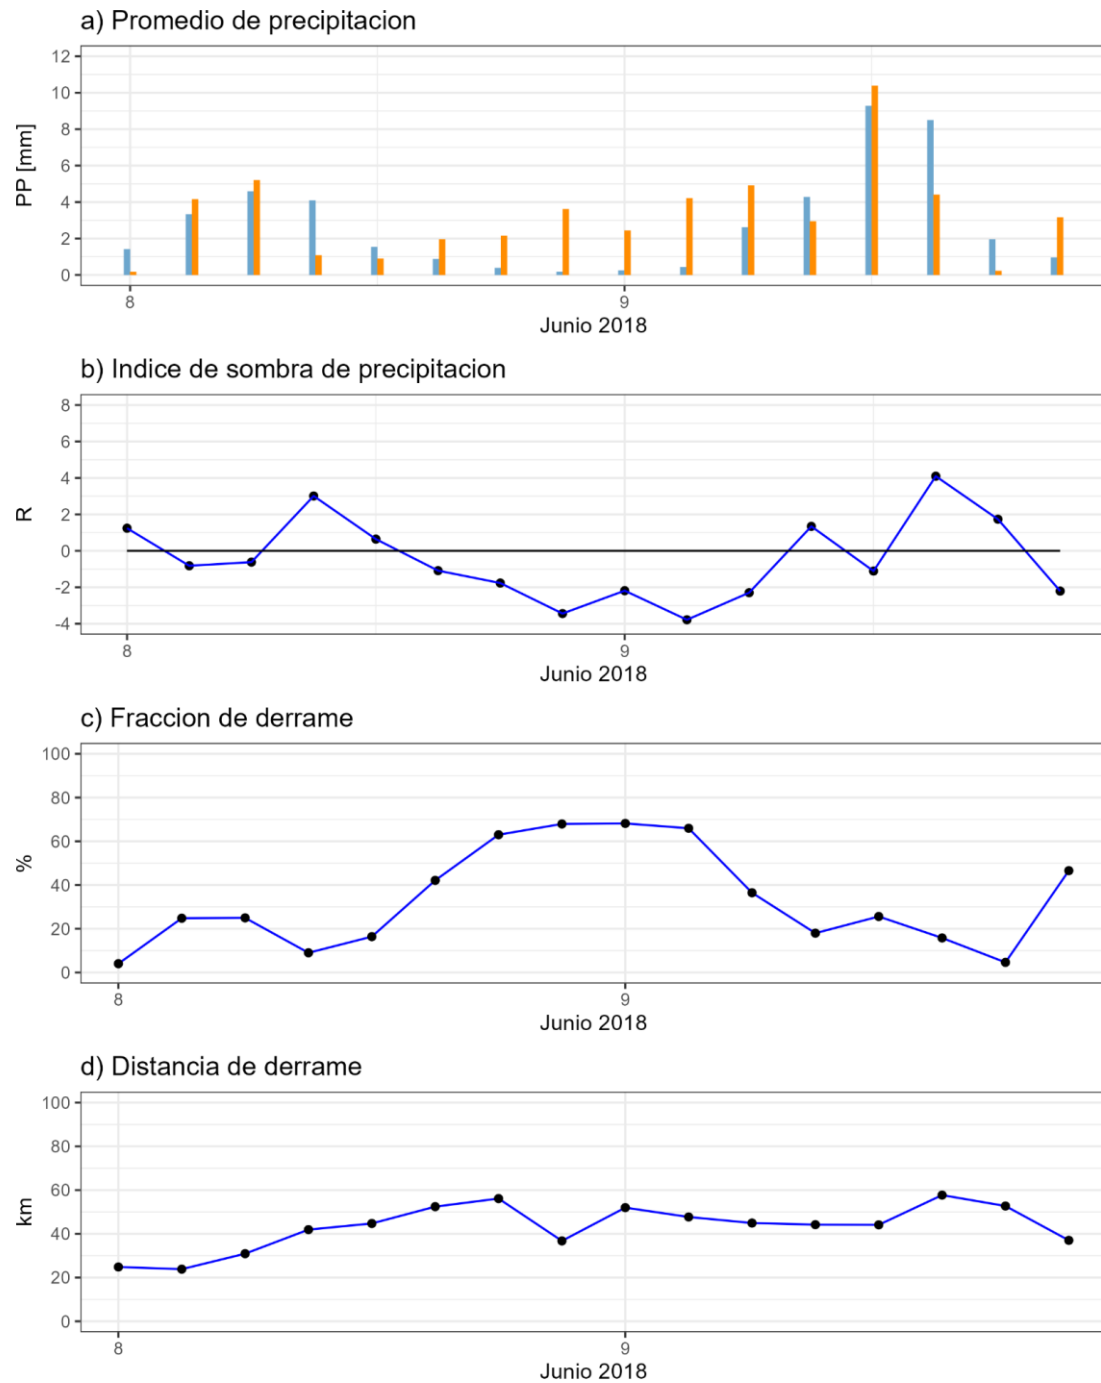 a) Promedio de precipitacion
12
10
8
6
4
2
0
PP [mm]
8 9
Junio 2018
b) Indice de sombra de precipitacion
8
6
4
2
0
-2
-4
R
8 9
Junio 2018
c) Fraccion de derrame
100
80
60
40
20
0
%
8 9
Junio 2018
d) Distancia de derrame
100
80
60
40
20
0
km
8 9
Junio 2018